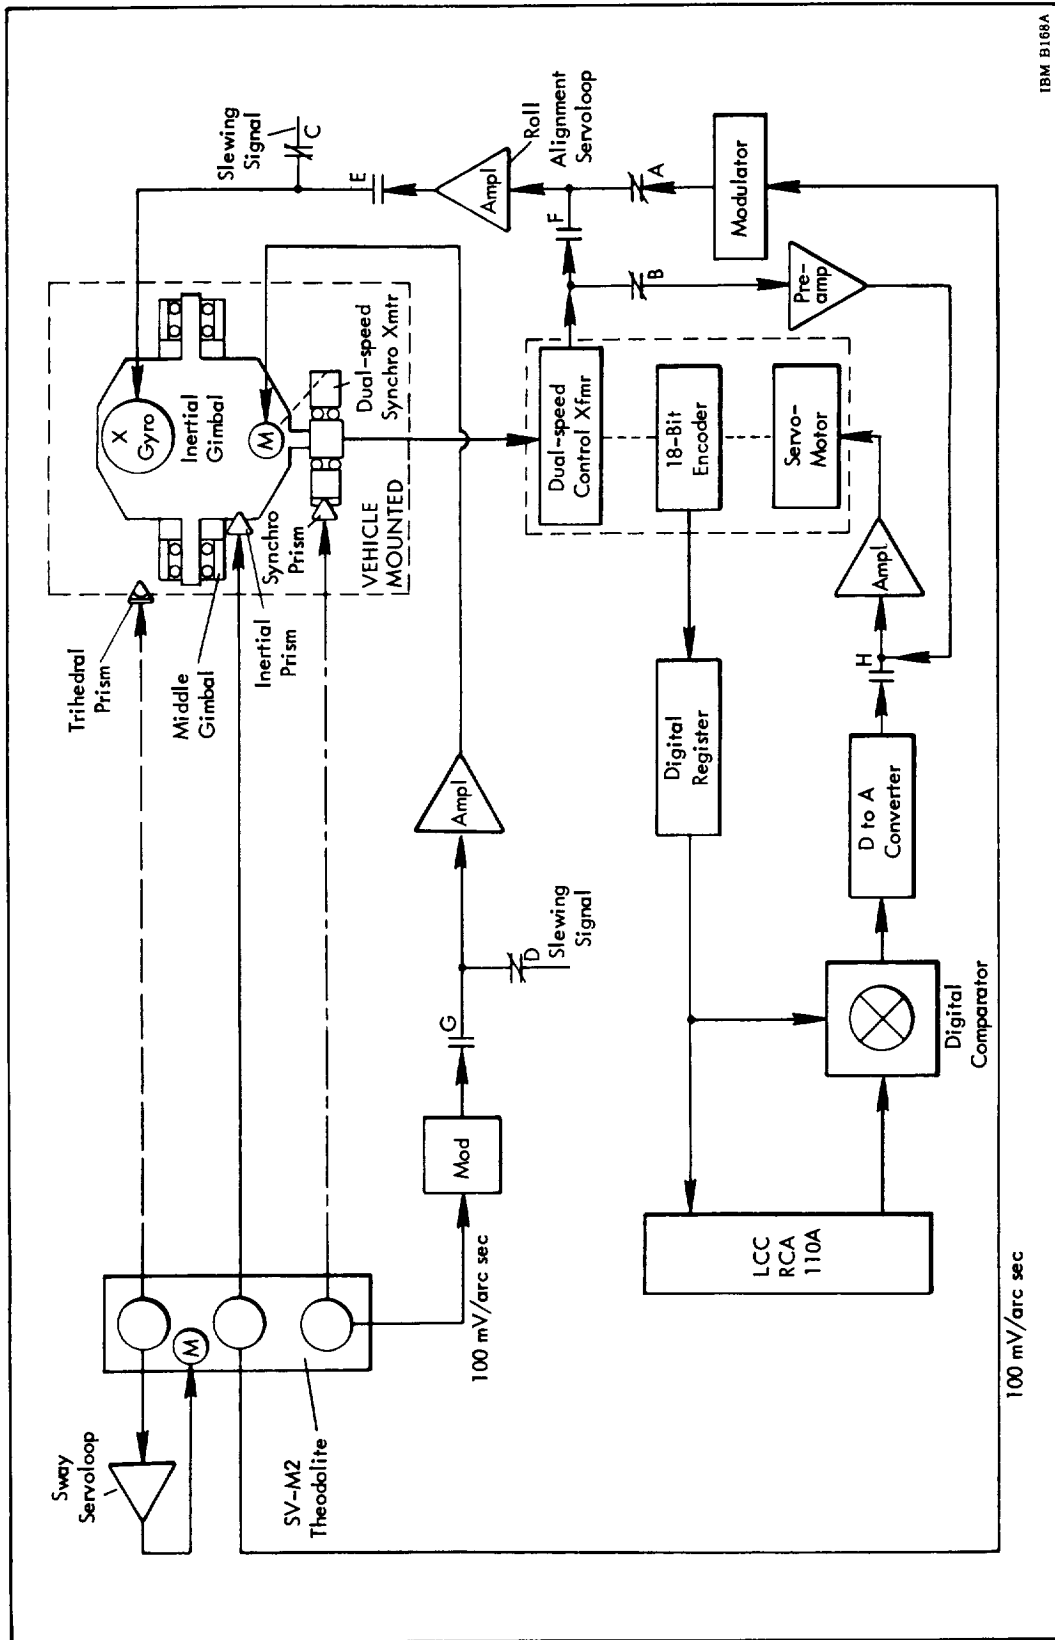 Sway
Servoloop
M
SV-M2
Theodolite
Trihedral
Prism
Middle
Gimbal
Inertial
Prism
Synchro
Prism
VEHICLE
MOUNTED
X
Gyro
Inertial
Gimbal
M
Dual-speed
Synchro Xmtr
Slewing
Signal
C
E
Ampl
Roll
Alignment
Servoloop
F
A
B
Modulator
Pre-
amp
Dual-speed
Control Xfmr
18-Bit
Encoder
Servo-
Motor
Ampl
H
D to A
Converter
Digital
Register
Digital
Comparator
LCC
RCA
110A
Mod
G
D
Slewing
Signal
Ampl
100 mV/arc sec
100 mV/arc sec
IBM B168A